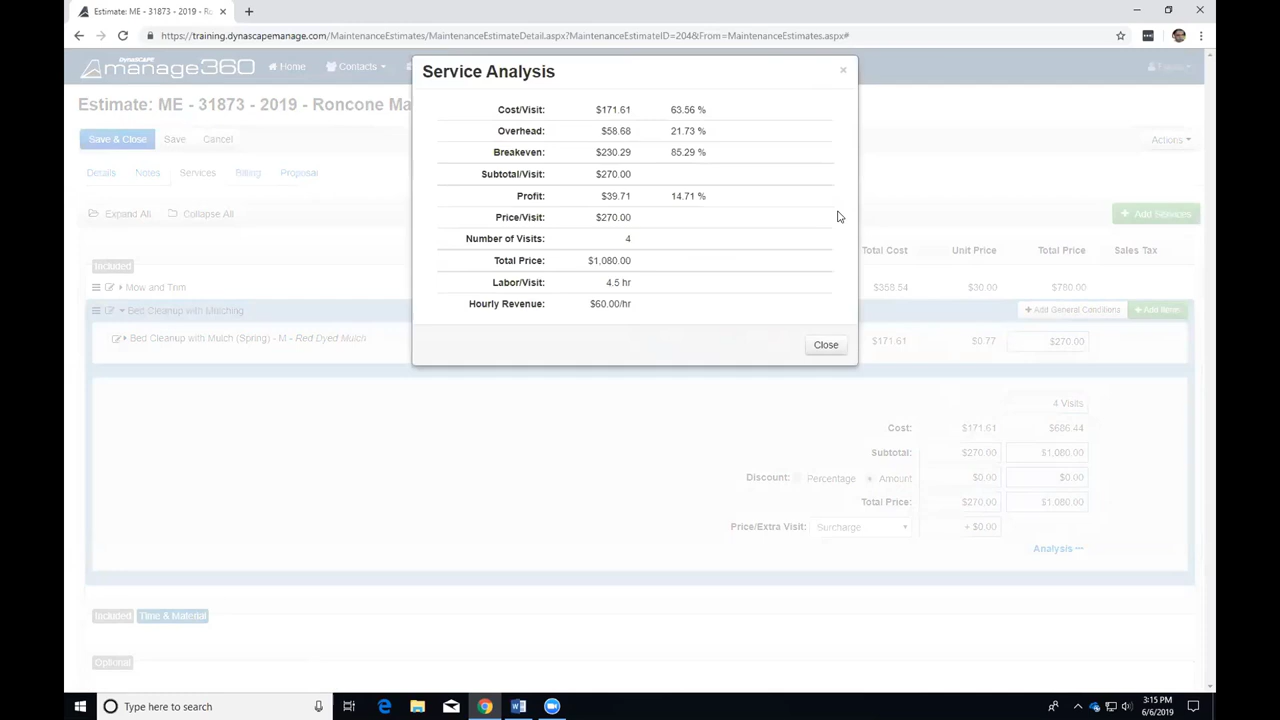 Estimate: ME - 31873 - 2019 - Ro
https://training.dynascapemanage.com/MaintenanceEstimates/MaintenanceEstimateDetail.aspx?MaintenanceEstimateID=204&From=MaintenanceEstimates.aspx#
DynaSCAPE
manage360
Home
Contacts
Estimate: ME - 31873 - 2019 - Roncone Ma
Save & Close
Save
Cancel
Actions
Details
Notes
Services
Billing
Proposal
Expand All
Collapse All
+ Add Services
Service Analysis
×
Cost/Visit: $171.61 63.56 %
Overhead: $58.68 21.73 %
Breakeven: $230.29 85.29 %
Subtotal/Visit: $270.00
Profit: $39.71 14.71 %
Price/Visit: $270.00
Number of Visits: 4
Total Price: $1,080.00
Labor/Visit: 4.5 hr
Hourly Revenue: $60.00/hr
Close
Total Cost Unit Price Total Price Sales Tax
Included
Mow and Trim $358.54 $30.00 $780.00
Bed Cleanup with Mulching
+ Add General Conditions
+ Add Items
Bed Cleanup with Mulch (Spring) - M - Red Dyed Mulch $171.61 $0.77 $270.00
4 Visits
Cost: $171.61 $686.44
Subtotal: $270.00 $1,080.00
Discount: Percentage Amount $0.00 $0.00
Total Price: $270.00 $1,080.00
Price/Extra Visit: Surcharge + $0.00
Analysis
Included Time & Material
Optional
Type here to search
3:15 PM
6/6/2019